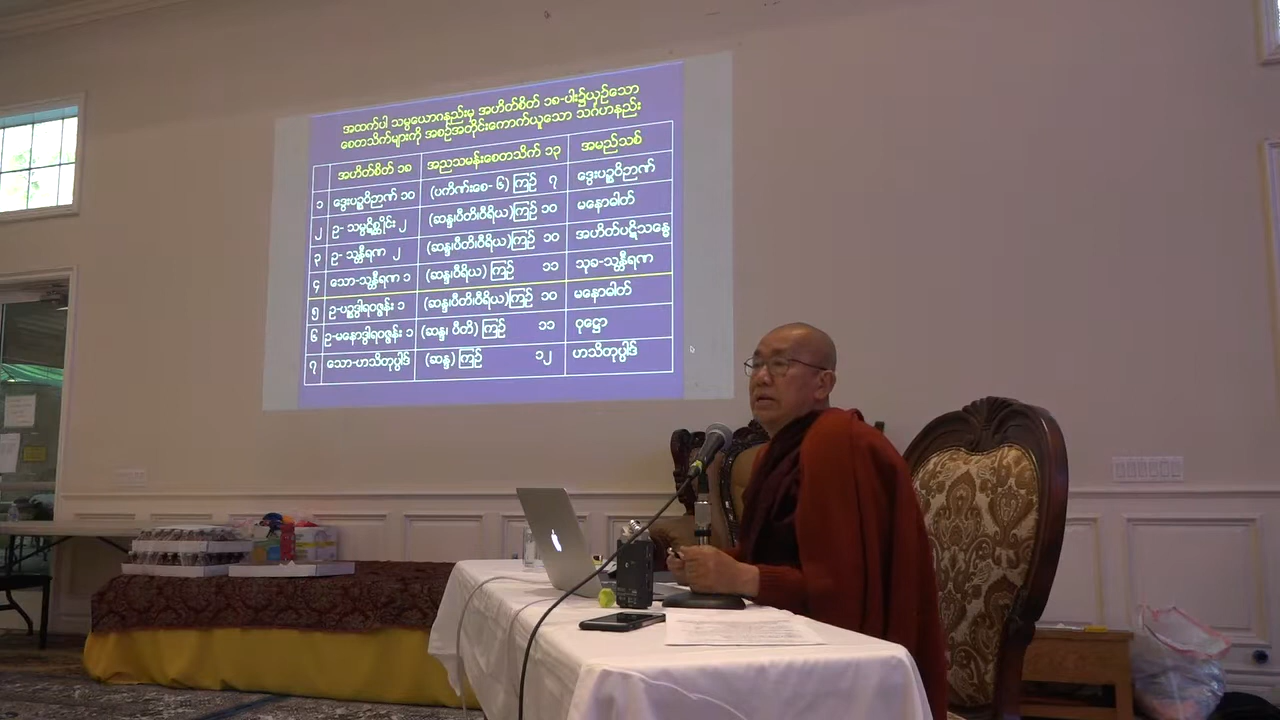 အထက်ပါ သမ္ပယောဂနည်းမှ အဟိတ်စိတ် ၁၈-ပါး၌ယှဉ်သော
စေတသိက်များကို အစဉ်အတိုင်းကောက်ယူသော သင်္ဂဟနည်း
အဟိတ်စိတ် ၁၈ အညသမန်းစေတသိက် ၁၃ အမည်သစ်
၁ ဒွေးပဉ္စဝိဉာဏ် ၁၀ (ပကိဏ်းစေ- ၆) ကြဉ် ၇ ဒွေးပဉ္စဝိဉာဏ်
၂ ဥ- သမ္ပဋိစ္ဆိုင်း ၂ (ဆန္ဒ၊ပီတိ၊ဝီရိယ)ကြဉ် ၁၀ မနောဓါတ်
၃ ဥ- သန္တီရဏ ၂ (ဆန္ဒ၊ပီတိ၊ဝီရိယ)ကြဉ် ၁၀ အဟိတ်ပဋိသန္ဓေ
၄ သော-သန္တီရဏ ၁ (ဆန္ဒ၊ဝီရိယ) ကြဉ် ၁၁ သုခ-သန္တီရဏ
၅ ဥ-ပဉ္စဒွါရာဝဇ္ဇန်း ၁ (ဆန္ဒ၊ပီတိ၊ဝီရိယ)ကြဉ် ၁၀ မနောဓါတ်
၆ ဥ-မနောဒွါရာဝဇ္ဇန်း ၁ (ဆန္ဒ၊ ပီတိ) ကြဉ် ၁၁ ဝုဋ္ဌော
၇ သော-ဟသိတုပ္ပါဒ် (ဆန္ဒ) ကြဉ် ၁၂ ဟသိတုပ္ပါဒ်